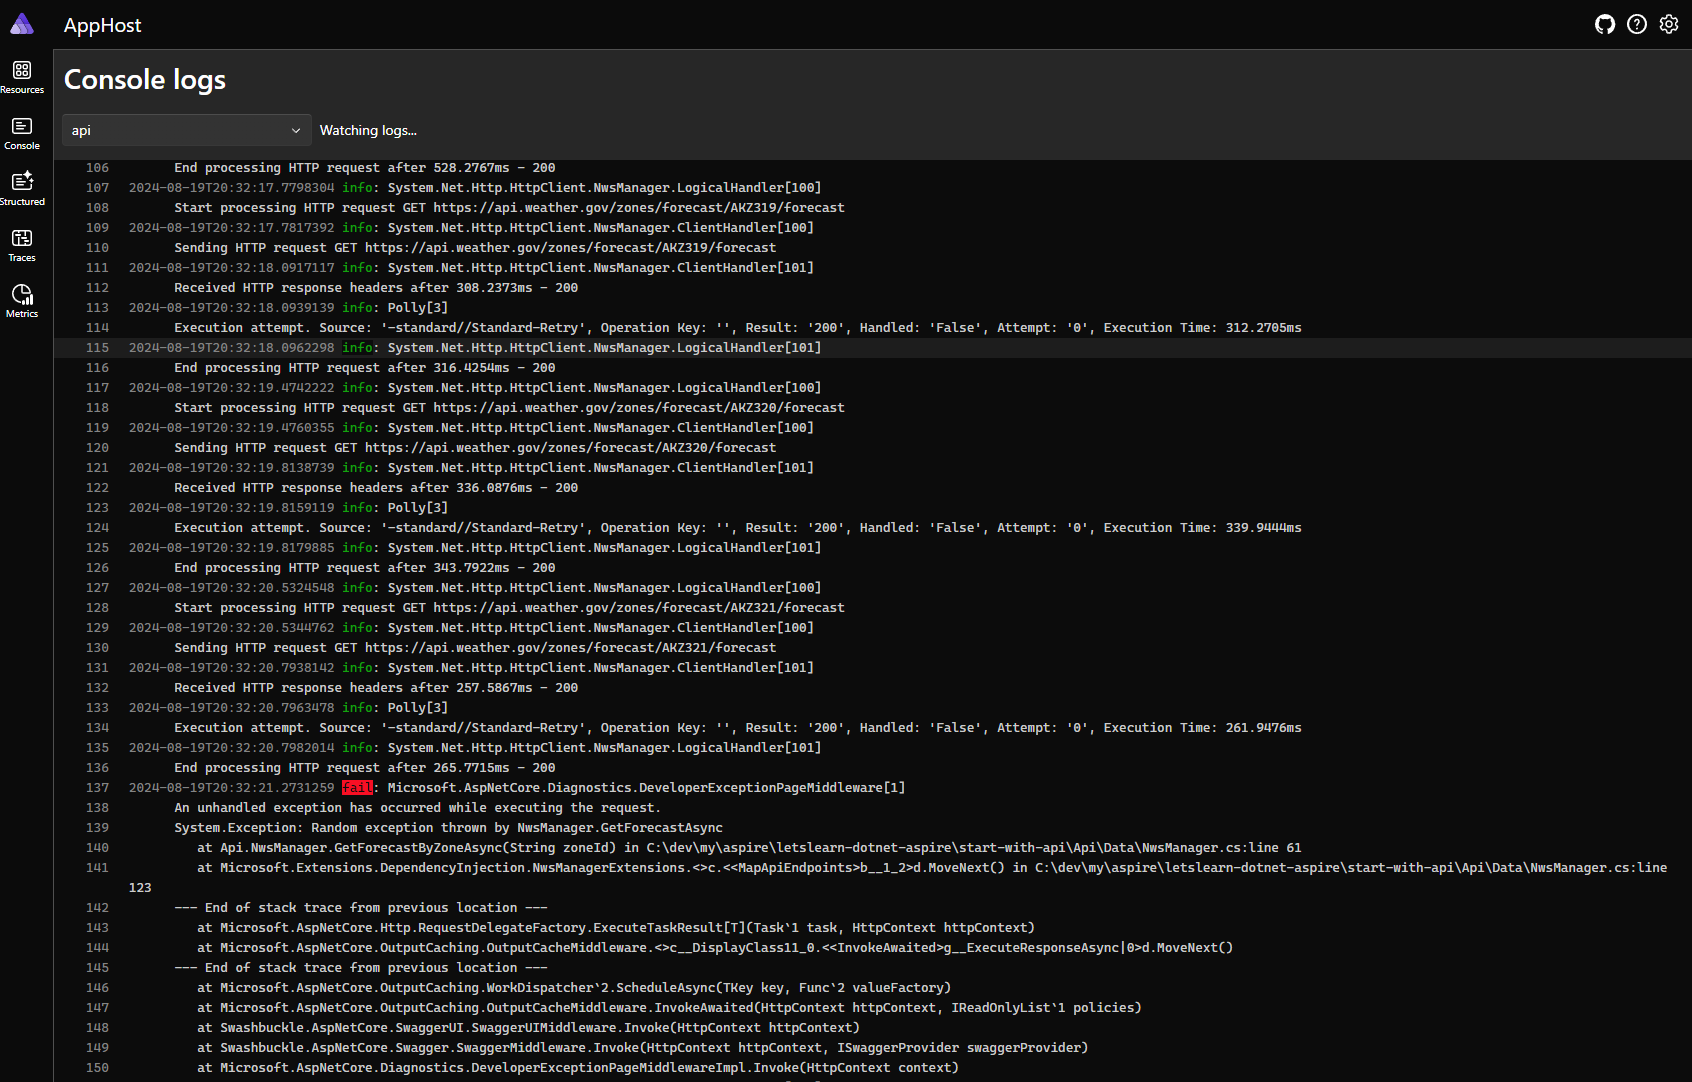 AppHost
Resources
Console
Structured
Traces
Metrics
Console logs
api
Watching logs...
106 End processing HTTP request after 528.2767ms - 200
107 2024-08-19T20:32:17.7798304 info: System.Net.Http.HttpClient.NwsManager.LogicalHandler[100]
108 Start processing HTTP request GET https://api.weather.gov/zones/forecast/AKZ319/forecast
109 2024-08-19T20:32:17.7817392 info: System.Net.Http.HttpClient.NwsManager.ClientHandler[100]
110 Sending HTTP request GET https://api.weather.gov/zones/forecast/AKZ319/forecast
111 2024-08-19T20:32:18.0917117 info: System.Net.Http.HttpClient.NwsManager.ClientHandler[101]
112 Received HTTP response headers after 308.2373ms - 200
113 2024-08-19T20:32:18.0939139 info: Polly[3]
114 Execution attempt. Source: '-standard//Standard-Retry', Operation Key: '', Result: '200', Handled: 'False', Attempt: '0', Execution Time: 312.2705ms
115 2024-08-19T20:32:18.0962298 info: System.Net.Http.HttpClient.NwsManager.LogicalHandler[101]
116 End processing HTTP request after 316.4254ms - 200
117 2024-08-19T20:32:19.4742222 info: System.Net.Http.HttpClient.NwsManager.LogicalHandler[100]
118 Start processing HTTP request GET https://api.weather.gov/zones/forecast/AKZ320/forecast
119 2024-08-19T20:32:19.4760355 info: System.Net.Http.HttpClient.NwsManager.ClientHandler[100]
120 Sending HTTP request GET https://api.weather.gov/zones/forecast/AKZ320/forecast
121 2024-08-19T20:32:19.8138739 info: System.Net.Http.HttpClient.NwsManager.ClientHandler[101]
122 Received HTTP response headers after 336.0876ms - 200
123 2024-08-19T20:32:19.8159119 info: Polly[3]
124 Execution attempt. Source: '-standard//Standard-Retry', Operation Key: '', Result: '200', Handled: 'False', Attempt: '0', Execution Time: 339.9444ms
125 2024-08-19T20:32:19.8179885 info: System.Net.Http.HttpClient.NwsManager.LogicalHandler[101]
126 End processing HTTP request after 343.7922ms - 200
127 2024-08-19T20:32:20.5324548 info: System.Net.Http.HttpClient.NwsManager.LogicalHandler[100]
128 Start processing HTTP request GET https://api.weather.gov/zones/forecast/AKZ321/forecast
129 2024-08-19T20:32:20.5344762 info: System.Net.Http.HttpClient.NwsManager.ClientHandler[100]
130 Sending HTTP request GET https://api.weather.gov/zones/forecast/AKZ321/forecast
131 2024-08-19T20:32:20.7938142 info: System.Net.Http.HttpClient.NwsManager.ClientHandler[101]
132 Received HTTP response headers after 257.5867ms - 200
133 2024-08-19T20:32:20.7963478 info: Polly[3]
134 Execution attempt. Source: '-standard//Standard-Retry', Operation Key: '', Result: '200', Handled: 'False', Attempt: '0', Execution Time: 261.9476ms
135 2024-08-19T20:32:20.7982014 info: System.Net.Http.HttpClient.NwsManager.LogicalHandler[101]
136 End processing HTTP request after 265.7715ms - 200
137 2024-08-19T20:32:21.2731259 fail: Microsoft.AspNetCore.Diagnostics.DeveloperExceptionPageMiddleware[1]
138 An unhandled exception has occurred while executing the request.
139 System.Exception: Random exception thrown by NwsManager.GetForecastAsync
140 at Api.NwsManager.GetForecastByZoneAsync(String zoneId) in C:\dev\my\aspire\letslearn-dotnet-aspire\start-with-api\Api\Data\NwsManager.cs:line 61
141 at Microsoft.Extensions.DependencyInjection.NwsManagerExtensions.<>c.<<MapApiEndpoints>b__1_2>d.MoveNext() in C:\dev\my\aspire\letslearn-dotnet-aspire\start-with-api\Api\Data\NwsManager.cs:line
123
142 --- End of stack trace from previous location ---
143 at Microsoft.AspNetCore.Http.RequestDelegateFactory.ExecuteTaskResult[T](Task`1 task, HttpContext httpContext)
144 at Microsoft.AspNetCore.OutputCaching.OutputCacheMiddleware.<>c__DisplayClass11_0.<<InvokeAwaited>g__ExecuteResponseAsync|0>d.MoveNext()
145 --- End of stack trace from previous location ---
146 at Microsoft.AspNetCore.OutputCaching.WorkDispatcher`2.ScheduleAsync(TKey key, Func`2 valueFactory)
147 at Microsoft.AspNetCore.OutputCaching.OutputCacheMiddleware.InvokeAwaited(HttpContext httpContext, IReadOnlyList`1 policies)
148 at Swashbuckle.AspNetCore.SwaggerUI.SwaggerUIMiddleware.Invoke(HttpContext httpContext)
149 at Swashbuckle.AspNetCore.Swagger.SwaggerMiddleware.Invoke(HttpContext httpContext, ISwaggerProvider swaggerProvider)
150 at Microsoft.AspNetCore.Diagnostics.DeveloperExceptionPageMiddlewareImpl.Invoke(HttpContext context)